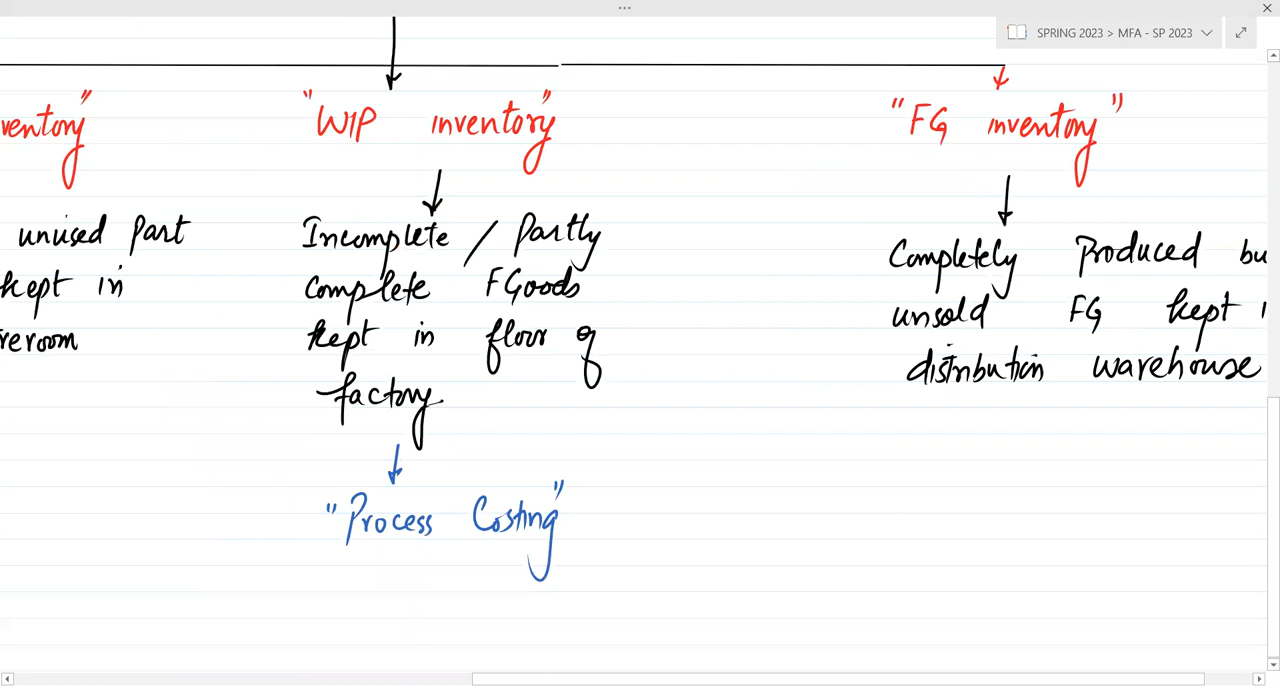 SPRING 2023 > MFA - SP 2023
ventory"
"WIP inventory"
"FG inventory"
unused Part
kept in
reroom
Incomplete / Partly
complete FGoods
kept in floor of
factory
"Process Costing"
Completely Produced bu
unsold FG kept i
distribution warehouse